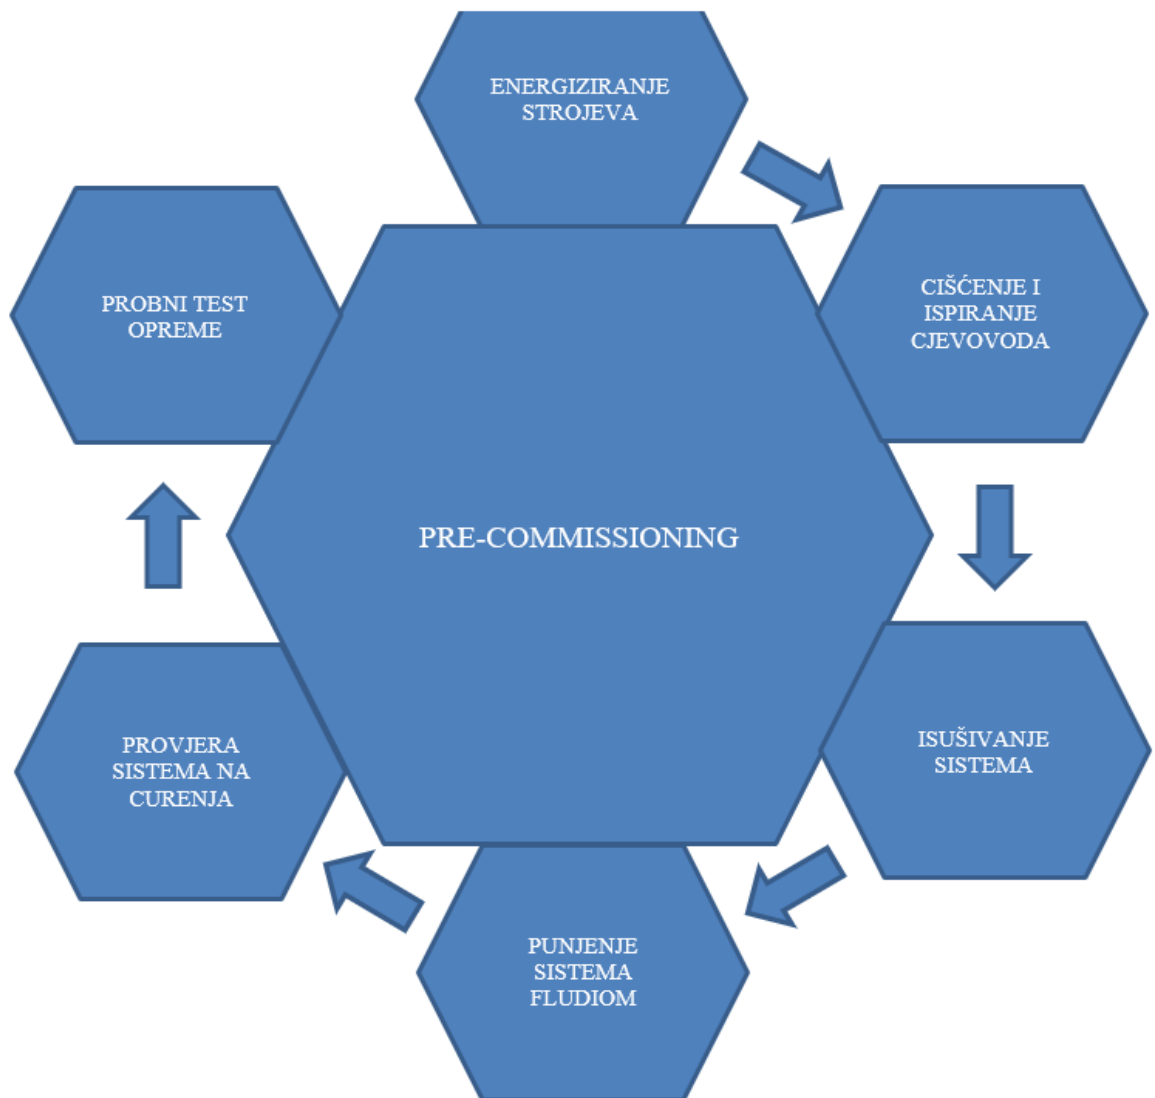 ENERGIZIRANJE
STROJEVA
CIŠĆENJE I
ISPIRANJE
CJEVOVODA
ISUŠIVANJE
SISTEMA
PUNJENJE
SISTEMA
FLUDIOM
PROVJERA
SISTEMA NA
CURENJA
PROBNI TEST
OPREME
PRE-COMMISSIONING